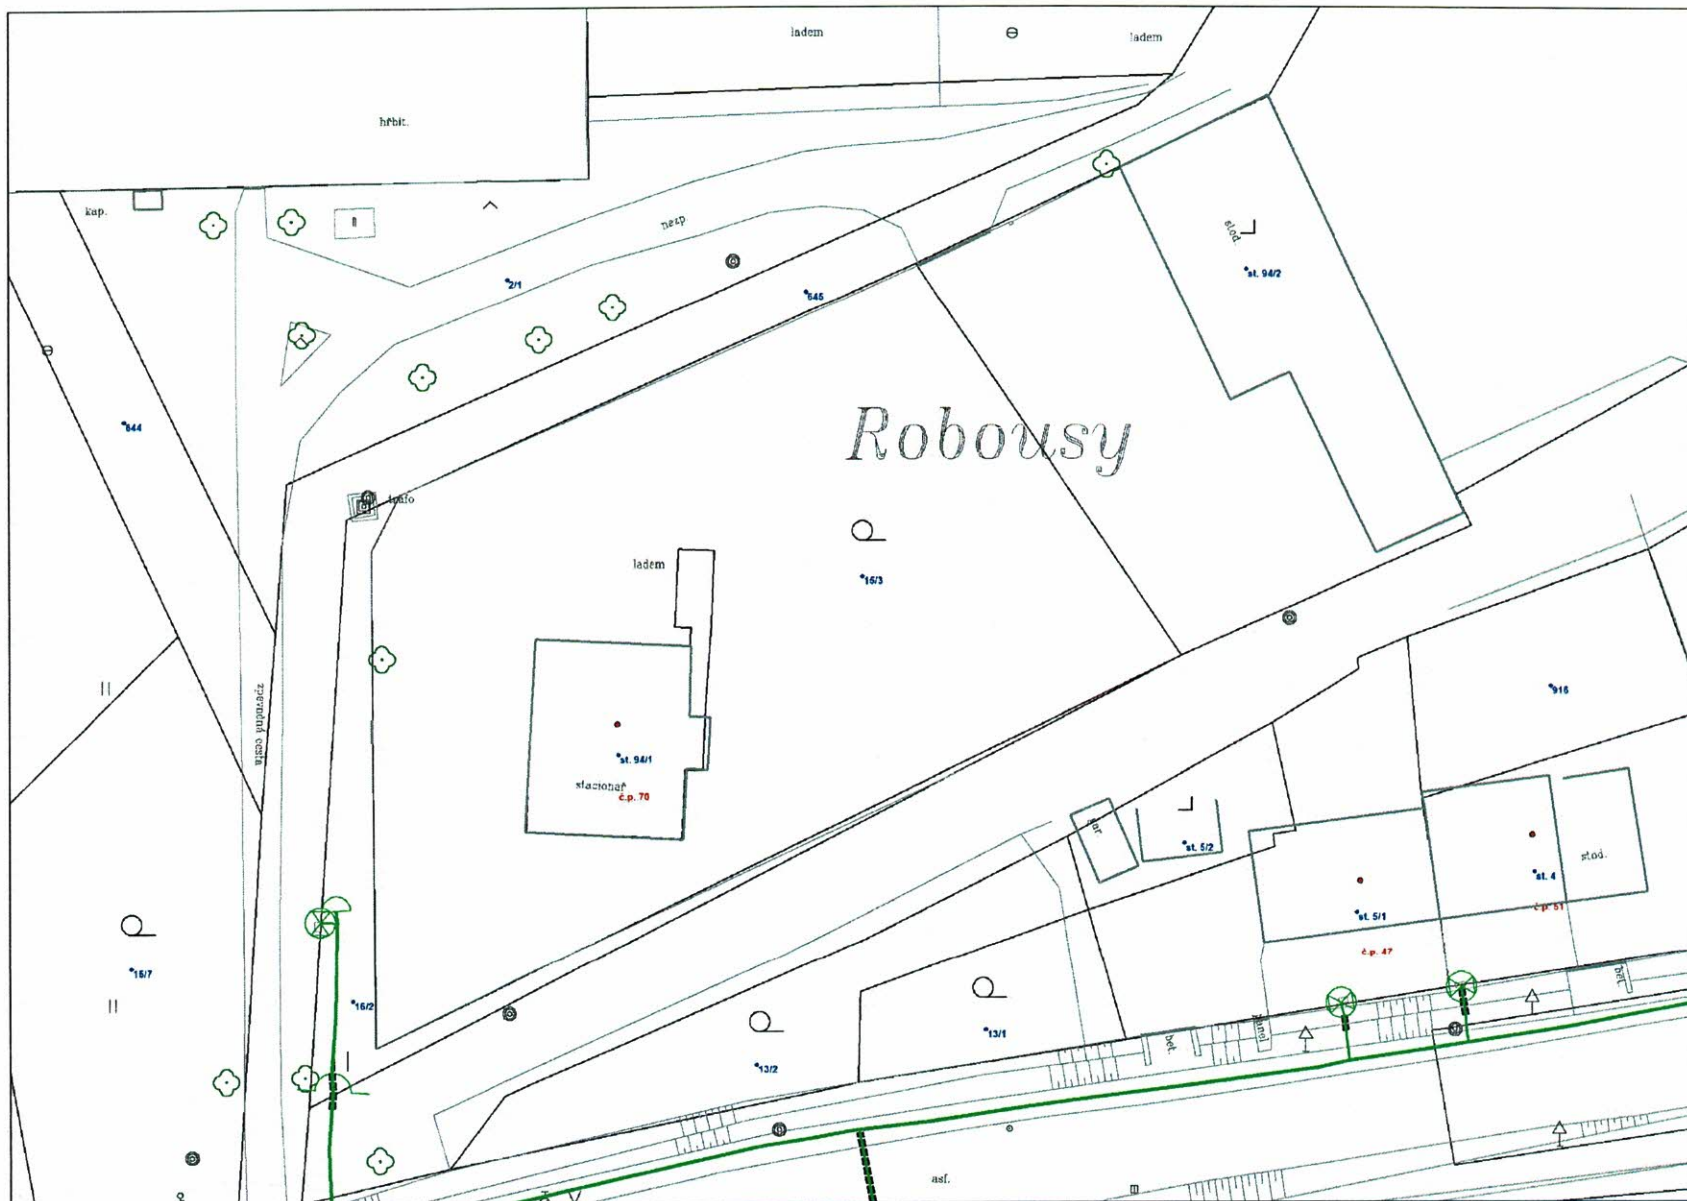 ladem
ladem
hřbit.
kap.
nezp
stod.
st. 94/2
2/1
645
644
Robousy
trafo
ladem
15/3
zpevněná cesta
916
st. 94/1
stacionář
č.p. 70
gar.
st. 5/2
stod.
st. 4
č.p. 51
st. 5/1
č.p. 47
15/7
16/2
13/1
bet.
panel
bet.
13/2
asf.